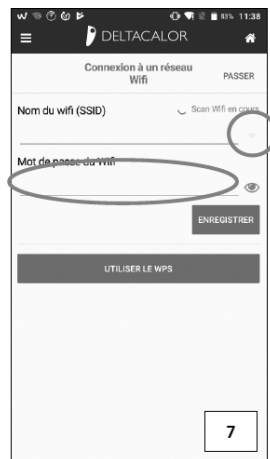 85% 11:38
DELTACALOR
Connexion à un réseau
Wifi
PASSER
Nom du wifi (SSID)
Scan Wifi en cours
Mot de passe du Wifi
ENREGISTRER
UTILISER LE WPS
7